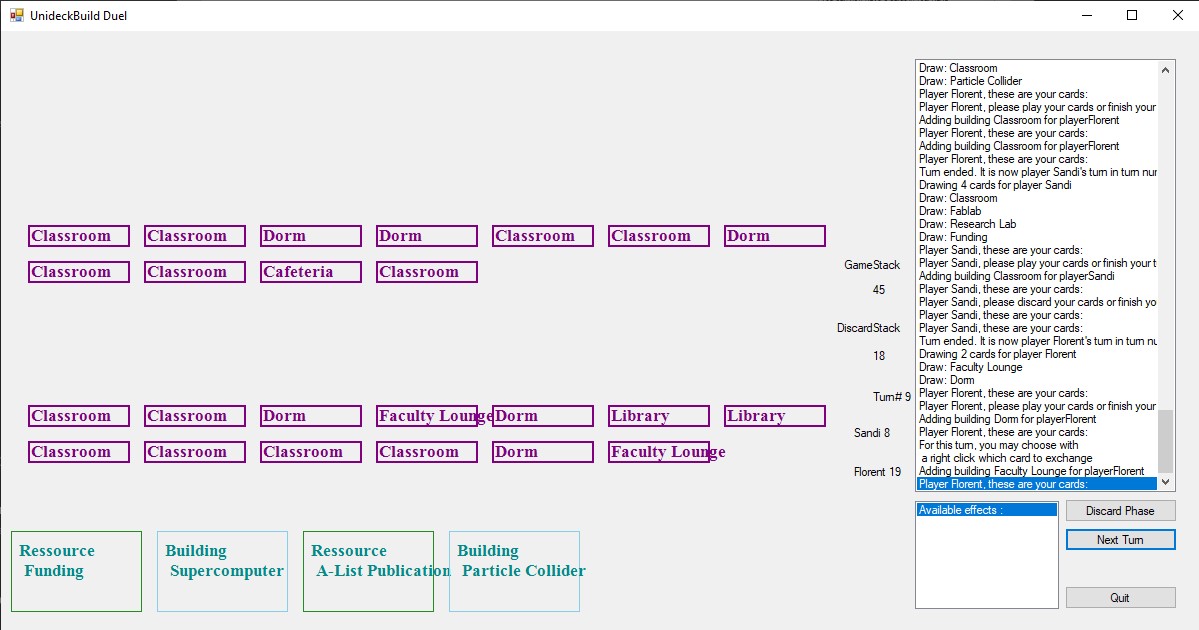 UnideckBuild Duel
Classroom Classroom Dorm Dorm Classroom Classroom Dorm
Classroom Classroom Cafeteria Classroom
Classroom Classroom Dorm Faculty Lounge Dorm Library Library
Classroom Classroom Classroom Classroom Dorm Faculty Lounge
Ressource
Funding
Building
Supercomputer
Ressource
A-List Publication
Building
Particle Collider
GameStack
45
DiscardStack
18
Turn# 9
Sandi 8
Florent 19
Draw: Classroom
Draw: Particle Collider
Player Florent, these are your cards:
Player Florent, please play your cards or finish your
Adding building Classroom for playerFlorent
Player Florent, these are your cards:
Adding building Classroom for playerFlorent
Player Florent, these are your cards:
Turn ended. It is now player Sandi's turn in turn nur
Drawing 4 cards for player Sandi
Draw: Classroom
Draw: Fablab
Draw: Research Lab
Draw: Funding
Player Sandi, these are your cards:
Player Sandi, please play your cards or finish your t
Adding building Classroom for playerSandi
Player Sandi, these are your cards:
Player Sandi, please discard your cards or finish yo
Player Sandi, these are your cards:
Player Sandi, these are your cards:
Turn ended. It is now player Florent's turn in turn nu
Drawing 2 cards for player Florent
Draw: Faculty Lounge
Draw: Dorm
Player Florent, these are your cards:
Player Florent, please play your cards or finish your
Adding building Dorm for playerFlorent
Player Florent, these are your cards:
For this turn, you may choose with
a right click which card to exchange
Adding building Faculty Lounge for playerFlorent
Player Florent, these are your cards:
Available effects :
Discard Phase
Next Turn
Quit